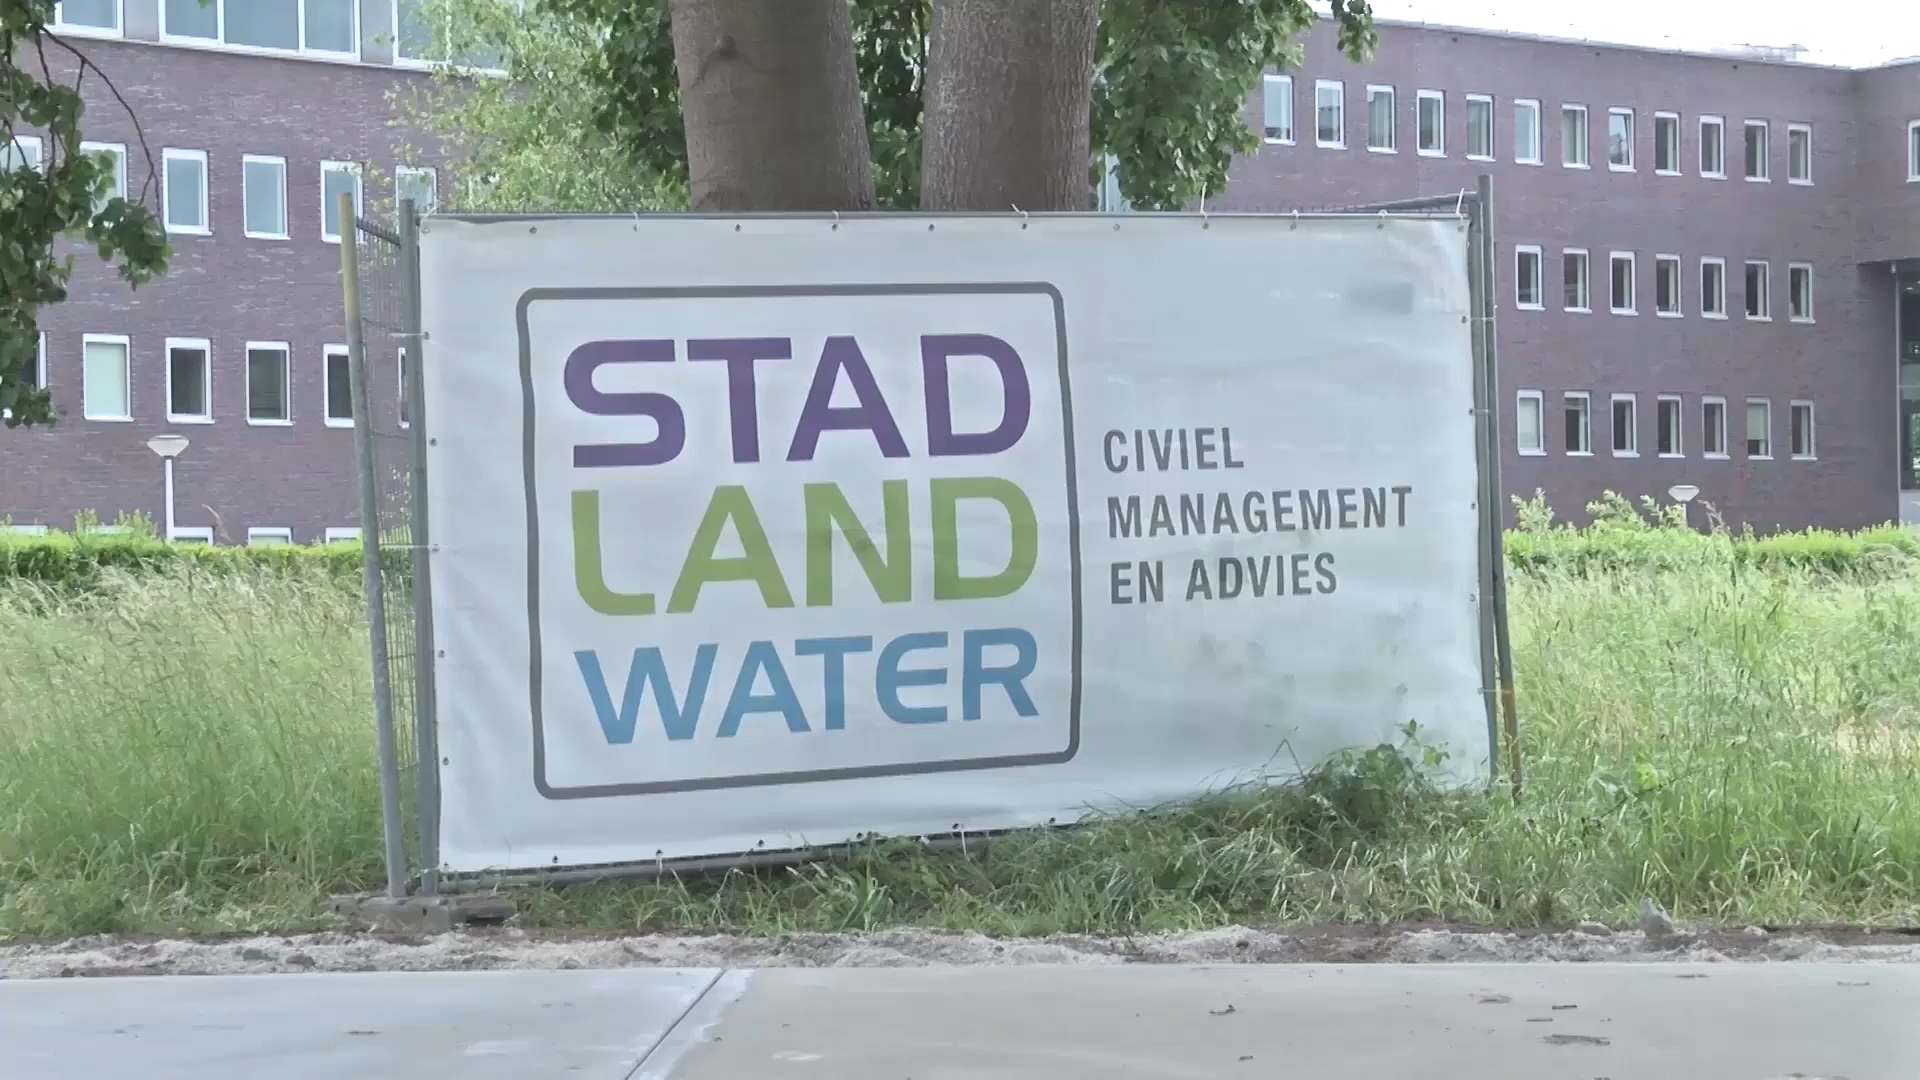 STAD
LAND
WATER
CIVIEL
MANAGEMENT
EN ADVIES